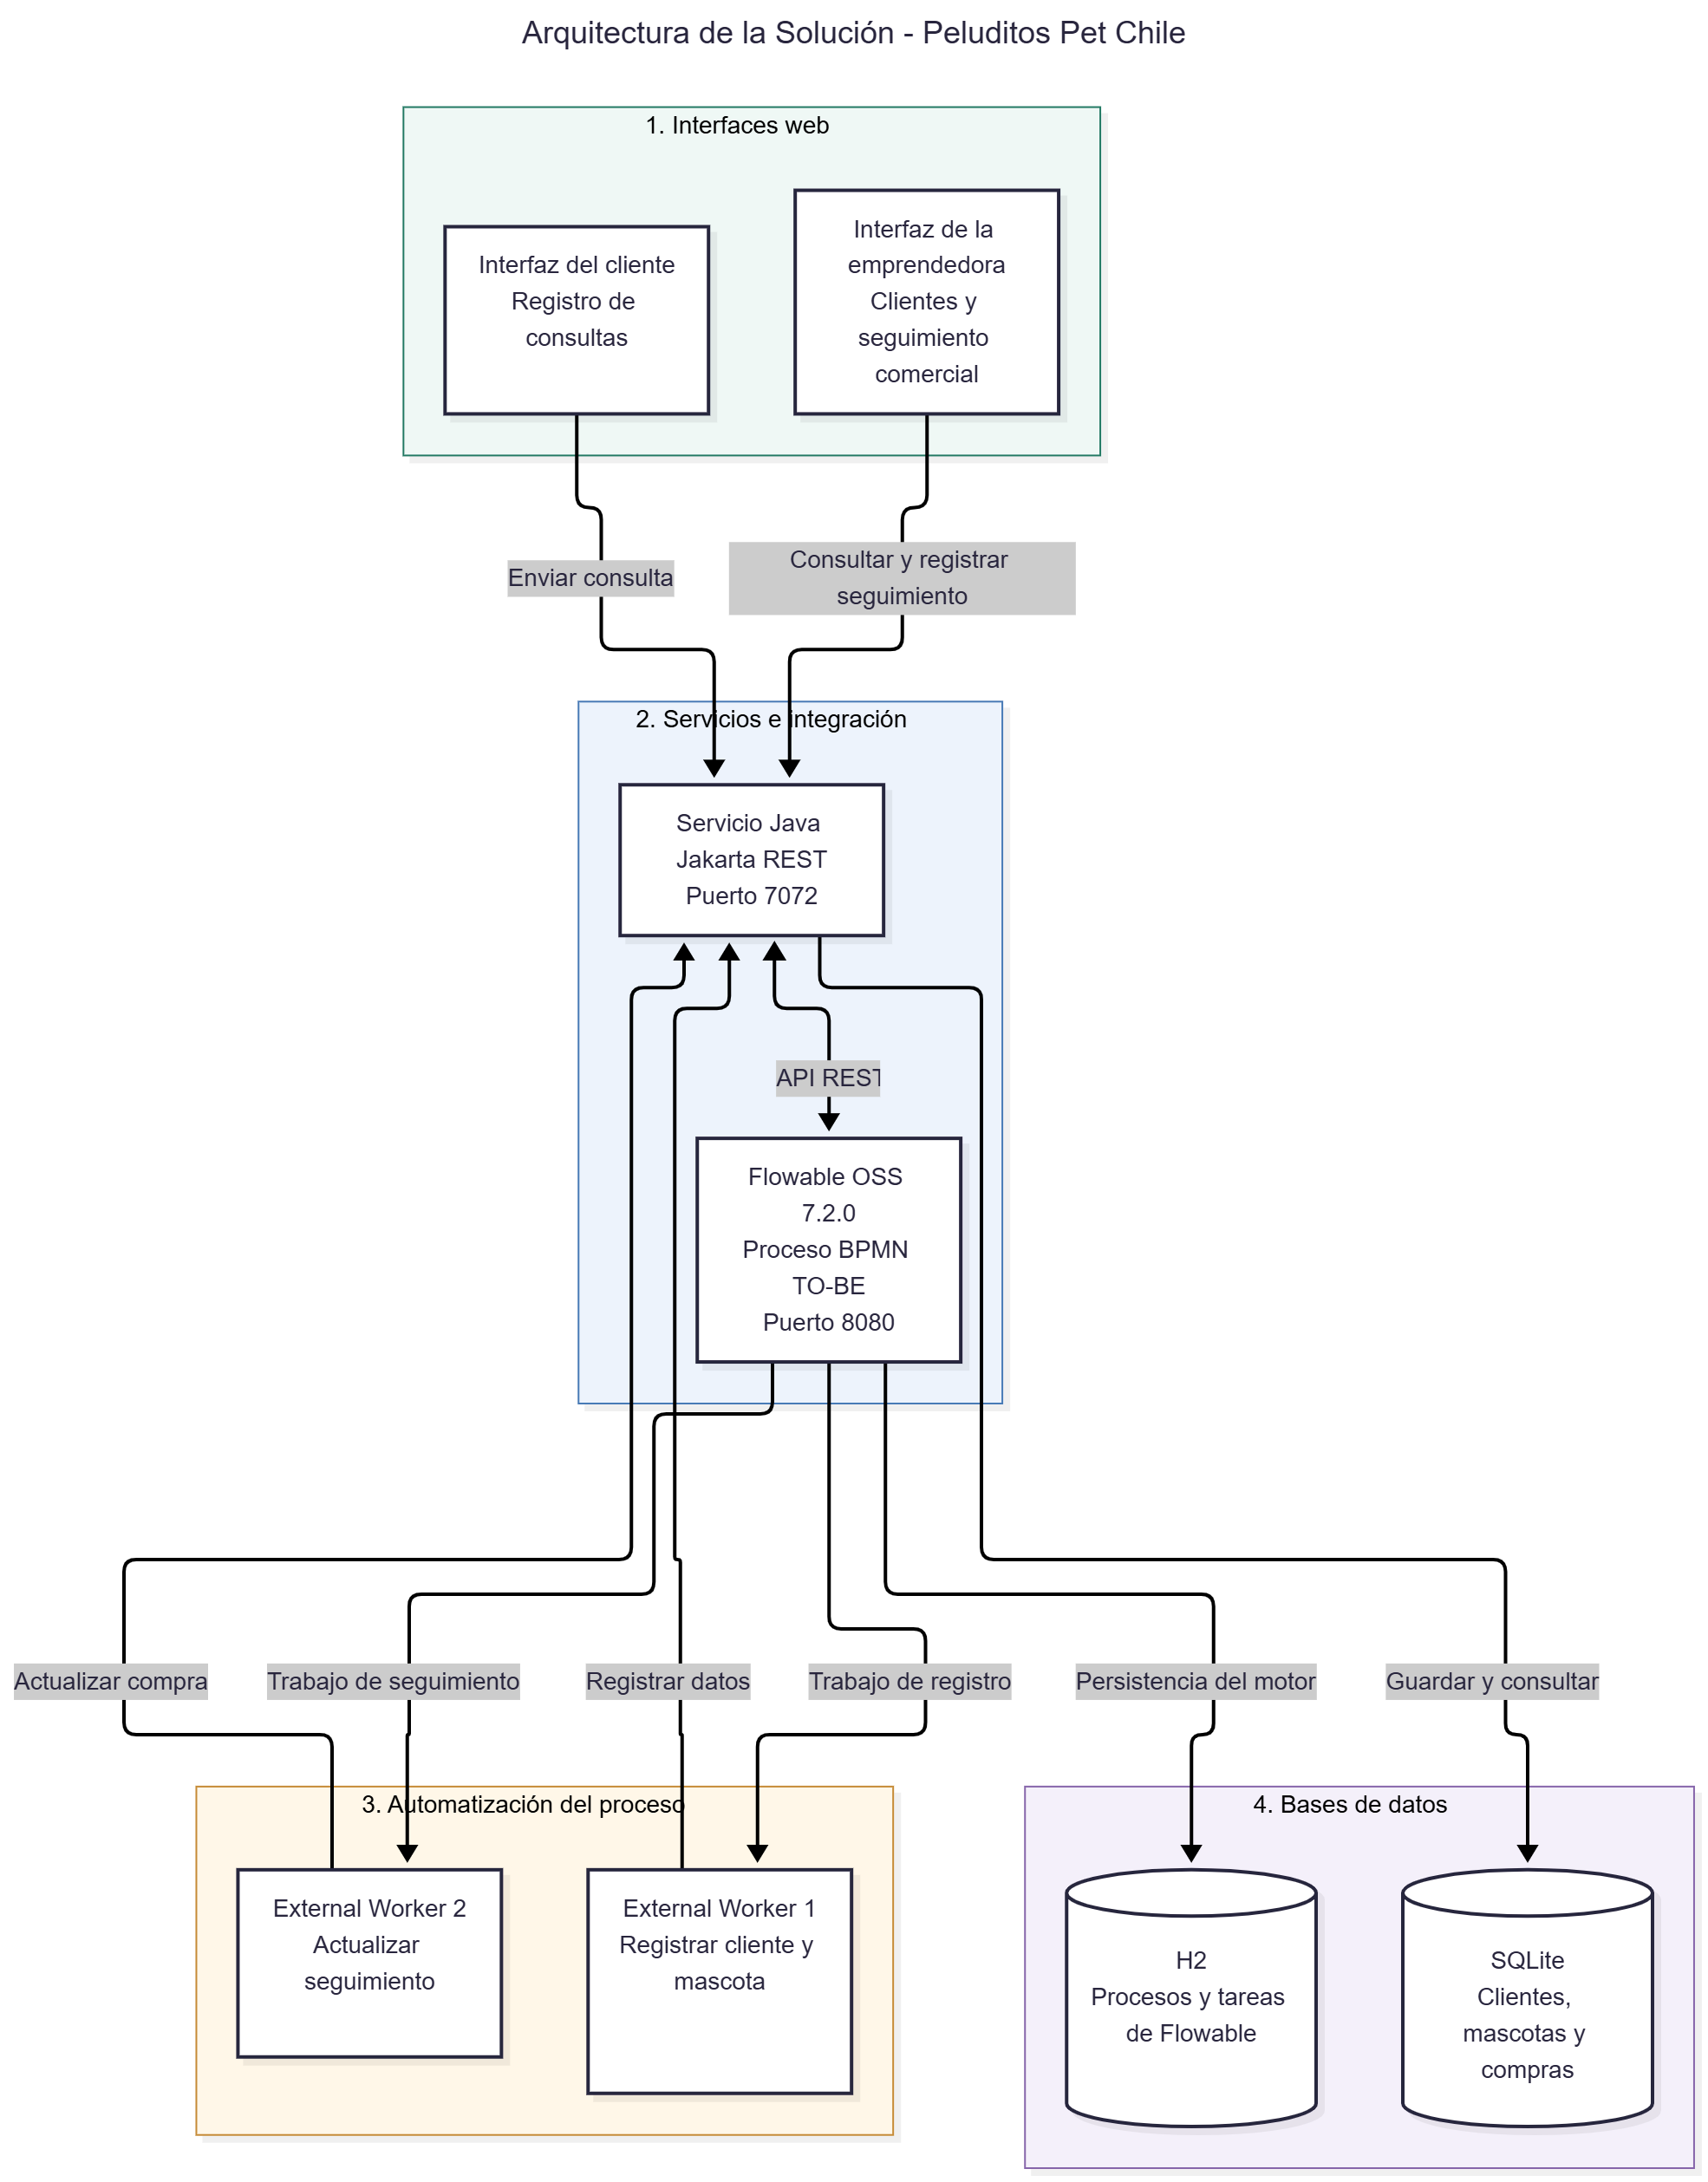 Arquitectura de la Solución - Peluditos Pet Chile
1. Interfaces web
Interfaz del cliente
Registro de
consultas
Interfaz de la
emprendedora
Clientes y
seguimiento
comercial
Enviar consulta
Consultar y registrar
seguimiento
2. Servicios e integración
Servicio Java
Jakarta REST
Puerto 7072
API REST
Flowable OSS
7.2.0
Proceso BPMN
TO-BE
Puerto 8080
Actualizar compra
Trabajo de seguimiento
Registrar datos
Trabajo de registro
Persistencia del motor
Guardar y consultar
3. Automatización del proceso
External Worker 2
Actualizar
seguimiento
External Worker 1
Registrar cliente y
mascota
4. Bases de datos
H2
Procesos y tareas
de Flowable
SQLite
Clientes,
mascotas y
compras